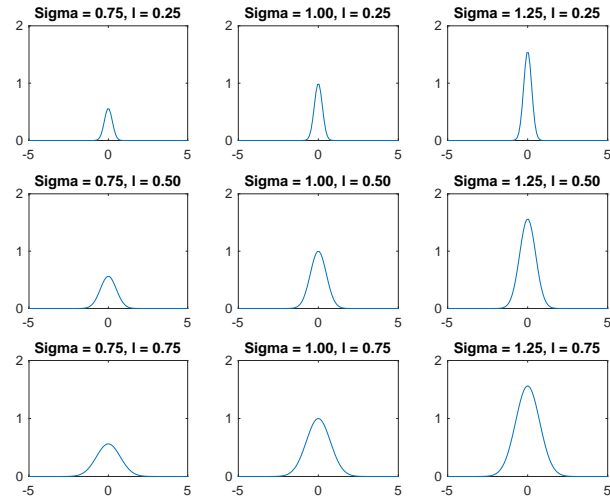 Sigma = 0.75, l = 0.25
Sigma = 1.00, l = 0.25
Sigma = 1.25, l = 0.25
2
1
0
-5 0 5
2
1
0
-5 0 5
2
1
0
-5 0 5
Sigma = 0.75, l = 0.50
Sigma = 1.00, l = 0.50
Sigma = 1.25, l = 0.50
2
1
0
-5 0 5
2
1
0
-5 0 5
2
1
0
-5 0 5
Sigma = 0.75, l = 0.75
Sigma = 1.00, l = 0.75
Sigma = 1.25, l = 0.75
2
1
0
-5 0 5
2
1
0
-5 0 5
2
1
0
-5 0 5